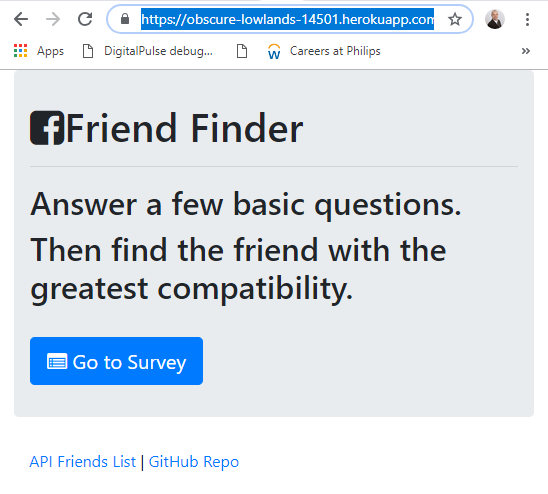 https://obscure-lowlands-14501.herokuapp.com
DigitalPulse debug... Careers at Philips »
Friend Finder
Answer a few basic questions.
Then find the friend with the
greatest compatibility.
Go to Survey
API Friends List | GitHub Repo